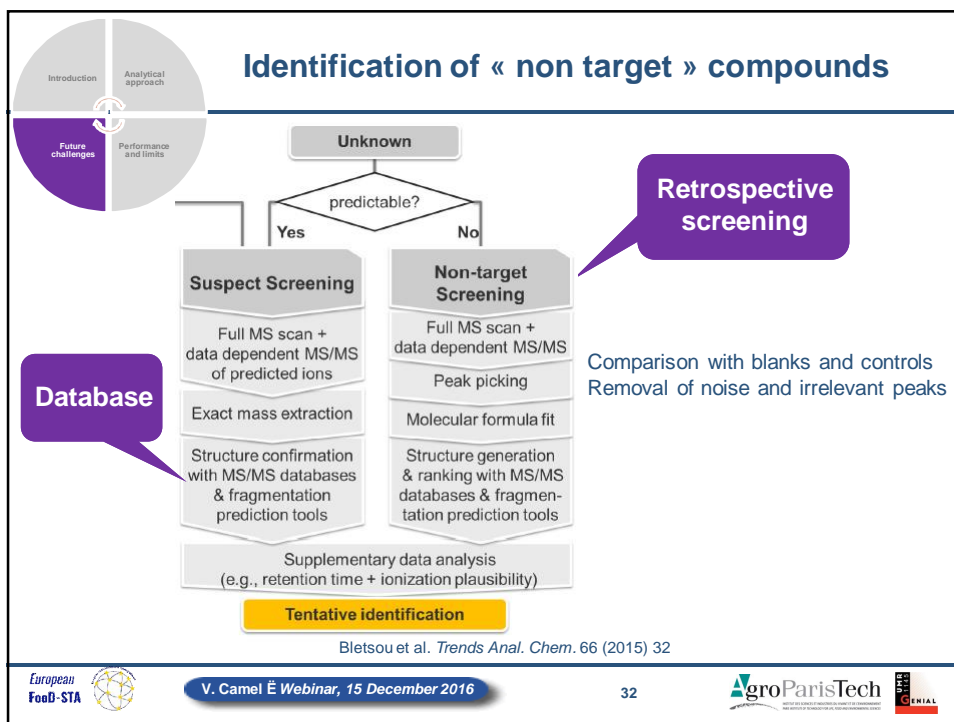 Introduction
Analytical
approach
Future
challenges
Performance
and limits
Identification of « non target » compounds
Unknown
predictable?
Yes
No
Retrospective
screening
Suspect Screening
Non-target
Screening
Full MS scan +
data dependent MS/MS
of predicted ions
Exact mass extraction
Structure confirmation
with MS/MS databases
& fragmentation
prediction tools
Full MS scan +
data dependent MS/MS
Peak picking
Molecular formula fit
Structure generation
& ranking with MS/MS
databases & fragmen-
tation prediction tools
Database
Comparison with blanks and controls
Removal of noise and irrelevant peaks
Supplementary data analysis
(e.g., retention time + ionization plausibility)
Tentative identification
Bletsou et al. Trends Anal. Chem. 66 (2015) 32
European
FooD-STA
V. Camel Ë Webinar, 15 December 2016
32
AgroParisTech
UMR
1145
GENIAL